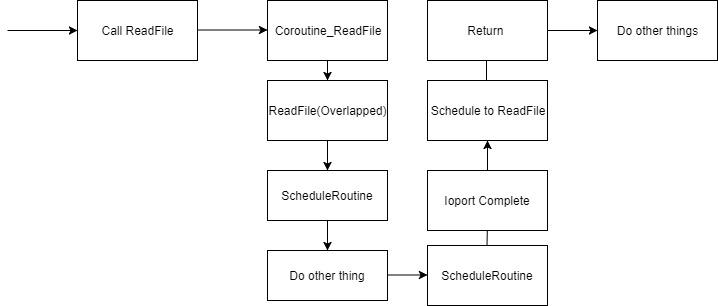 Call ReadFile
Coroutine_ReadFile
ReadFile(Overlapped)
ScheduleRoutine
Do other thing
ScheduleRoutine
Ioport Complete
Schedule to ReadFile
Return
Do other things